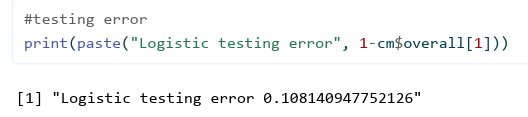 #testing error
print(paste("Logistic testing error", 1-cm$overall[1]))
[1] "Logistic testing error 0.108140947752126"